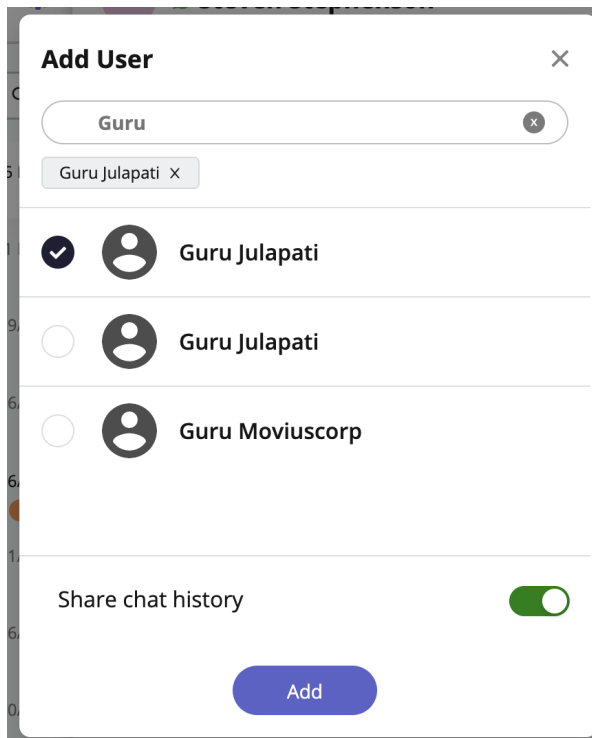 Add User
Guru
x
Guru Julapati X
Guru Julapati
Guru Julapati
Guru Moviuscorp
Share chat history
Add